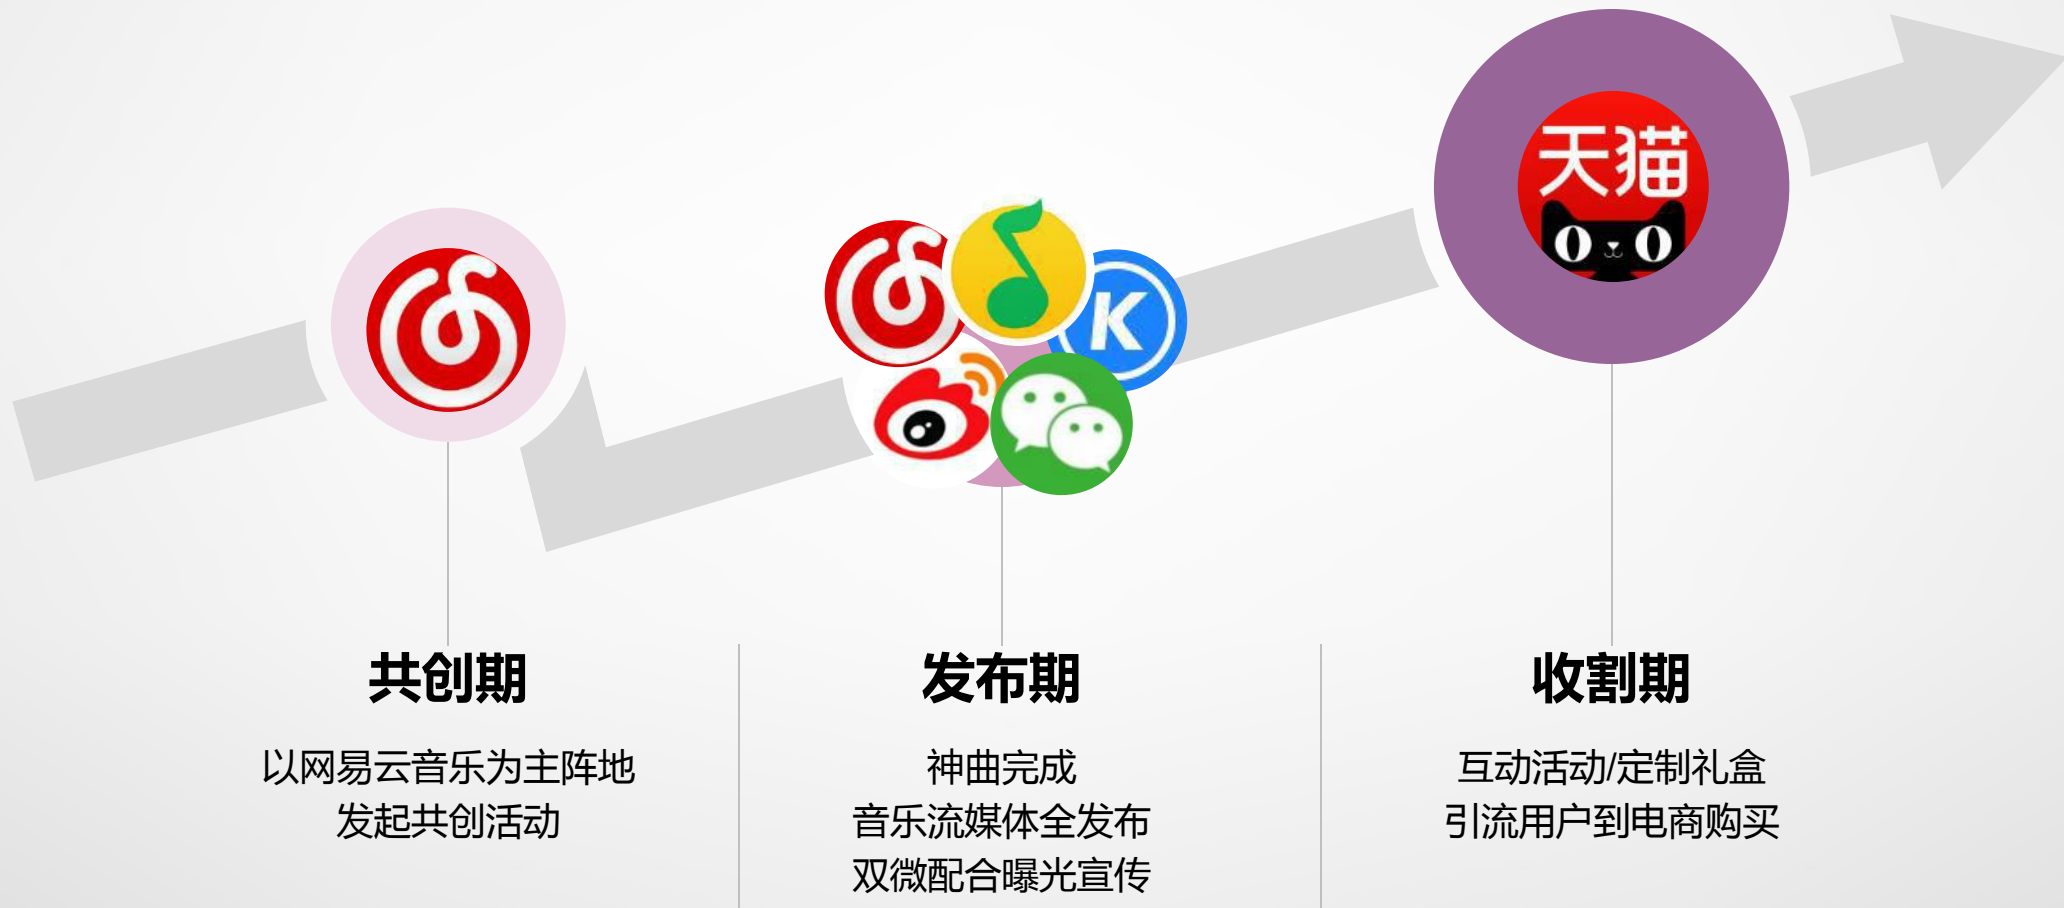 天猫
K
共创期
以网易云音乐为主阵地
发起共创活动
发布期
神曲完成
音乐流媒体全发布
双微配合曝光宣传
收割期
互动活动/定制礼盒
引流用户到电商购买